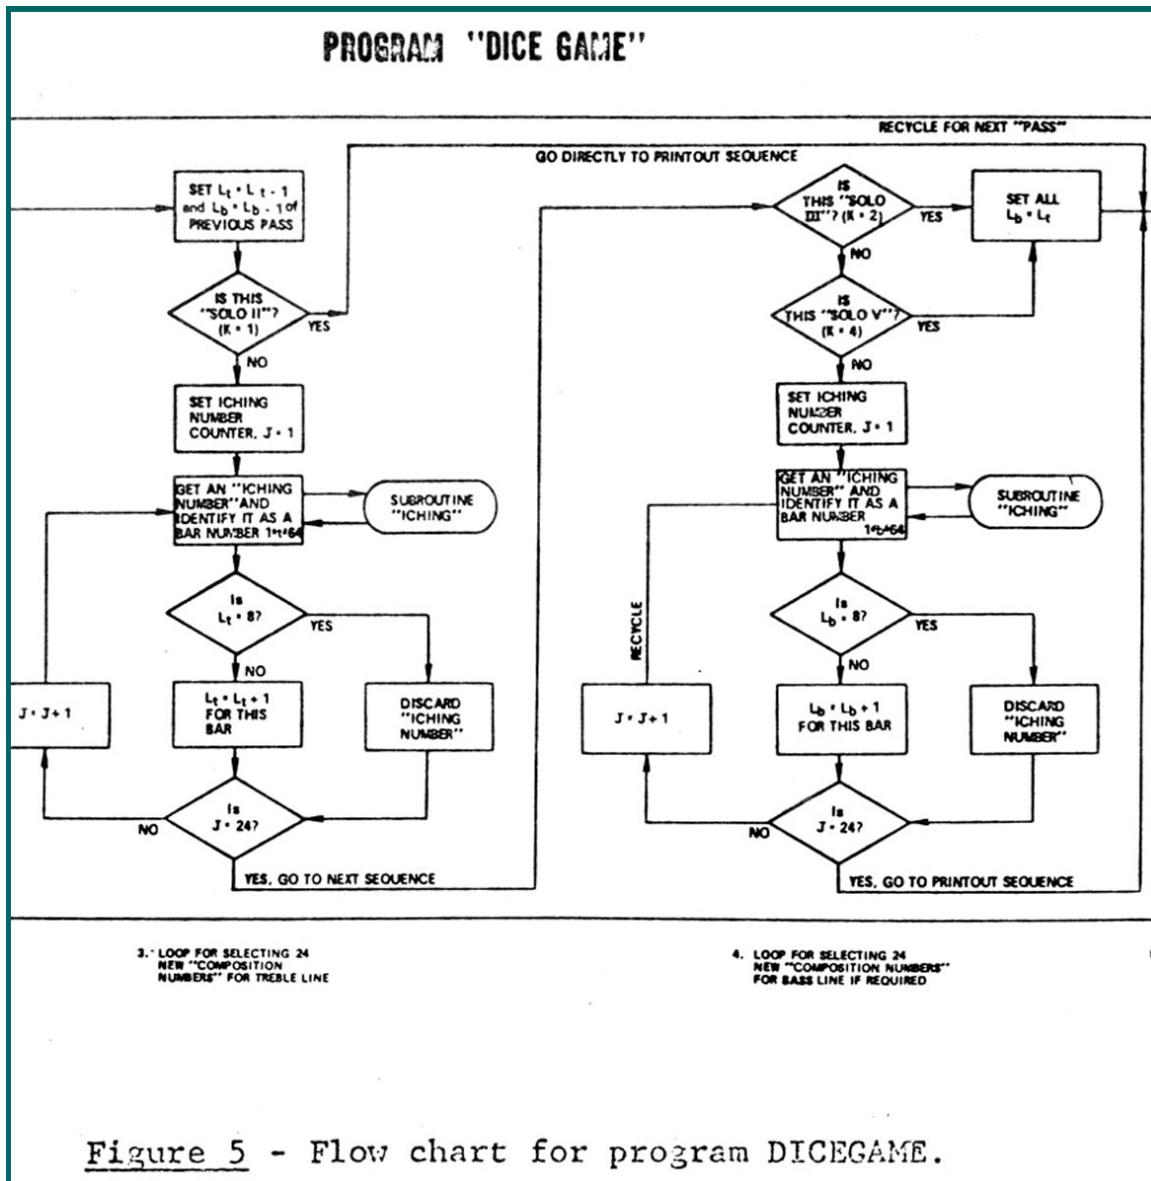 PROGRAM "DICE GAME"
RECYCLE FOR NEXT "PASS"
GO DIRECTLY TO PRINTOUT SEQUENCE
SET Lt = Lt - 1
and Lb = Lb - 1 of
PREVIOUS PASS
IS THIS
"SOLO II"?
(K = 1)
YES
NO
SET ICHING
NUMBER
COUNTER, J = 1
GET AN "ICHING
NUMBER" AND
IDENTIFY IT AS A
BAR NUMBER
SUBROUTINE
"ICHING"
Is
Lt = 8?
YES
NO
J = J + 1
Lt = Lt + 1
FOR THIS
BAR
DISCARD
"ICHING
NUMBER"
Is
J = 24?
NO
YES, GO TO NEXT SEQUENCE
IS
THIS "SOLO
III"? (K = 2)
YES
SET ALL
Lb = Lt
NO
IS
THIS "SOLO V"?
(K = 4)
YES
NO
SET ICHING
NUMBER
COUNTER, J = 1
GET AN "ICHING
NUMBER" AND
IDENTIFY IT AS A
BAR NUMBER
SUBROUTINE
"ICHING"
RECYCLE
Is
Lb = 8?
YES
NO
J = J + 1
Lb = Lb + 1
FOR THIS BAR
DISCARD
"ICHING
NUMBER"
Is
J = 24?
NO
YES, GO TO PRINTOUT SEQUENCE
3. LOOP FOR SELECTING 24
NEW "COMPOSITION
NUMBERS" FOR TREBLE LINE
4. LOOP FOR SELECTING 24
NEW "COMPOSITION NUMBERS"
FOR BASS LINE IF REQUIRED
Figure 5 - Flow chart for program DICEGAME.